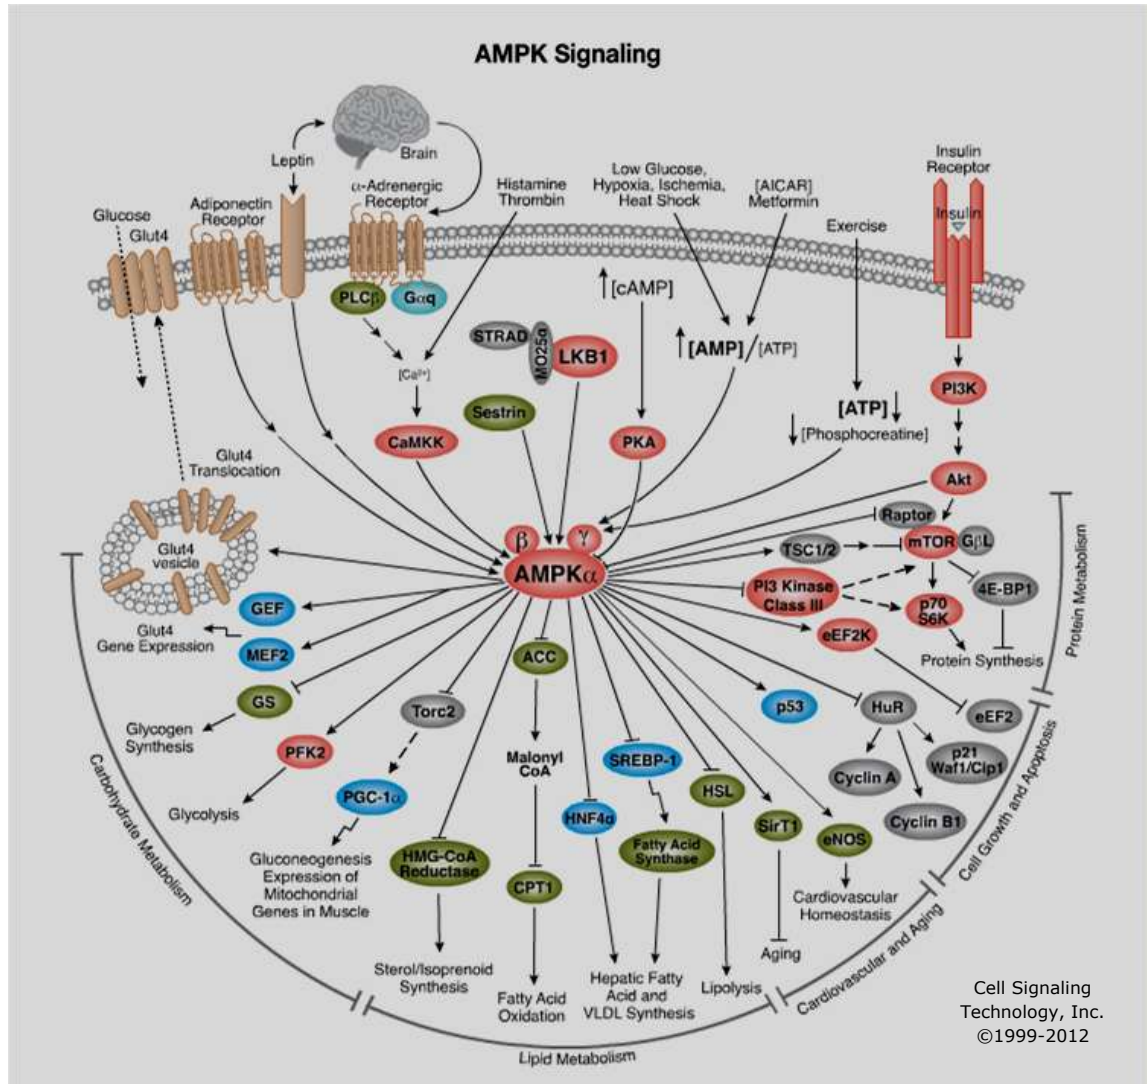 AMPK Signaling
Leptin
Brain
Glucose
Glut4
Adiponectin
Receptor
α-Adrenergic
Receptor
Histamine
Thrombin
Low Glucose,
Hypoxia, Ischemia,
Heat Shock
[AICAR]
Metformin
Exercise
Insulin
Receptor
Insulin
PLCβ
Gαq
[cAMP]
STRAD
MO25α
LKB1
[AMP]/[ATP]
[Ca²⁺]
Sestrin
CaMKK
PKA
[ATP]
[Phosphocreatine]
PI3K
Akt
Glut4
Translocation
Glut4
vesicle
β
γ
AMPKα
Raptor
mTOR
GβL
TSC1/2
PI3 Kinase
Class III
4E-BP1
p70
S6K
eEF2K
Protein Synthesis
GEF
MEF2
Glut4
Gene Expression
GS
Glycogen
Synthesis
PFK2
Glycolysis
Torc2
PGC-1α
Gluconeogenesis
Expression of
Mitochondrial
Genes in Muscle
ACC
Malonyl
CoA
HMG-CoA
Reductase
CPT1
Sterol/Isoprenoid
Synthesis
Fatty Acid
Oxidation
SREBP-1
HNF4α
Fatty Acid
Synthase
Hepatic Fatty
Acid and
VLDL Synthesis
HSL
Lipolysis
SirT1
Aging
eNOS
Cardiovascular
Homeostasis
p53
HuR
eEF2
Cyclin A
p21
Waf1/Cip1
Cyclin B1
Carbohydrate Metabolism
Lipid Metabolism
Cardiovascular and Aging
Cell Growth and Apoptosis
Protein Metabolism
Cell Signaling
Technology, Inc.
©1999-2012